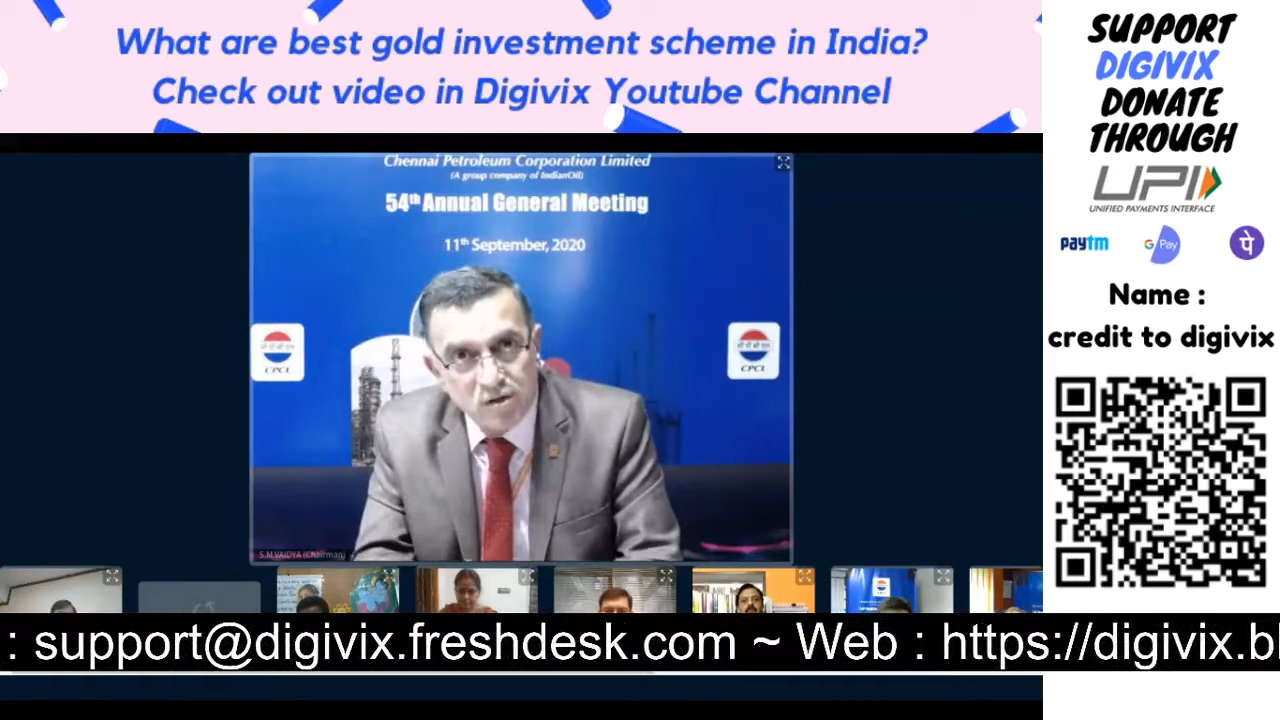 What are best gold investment scheme in India?
Check out video in Digivix Youtube Channel
SUPPORT
DIGIVIX
DONATE
THROUGH
UPI
UNIFIED PAYMENTS INTERFACE
paytm
G Pay
पे
Name :
credit to digivix
Chennai Petroleum Corporation Limited
(A group company of IndianOil)
54th Annual General Meeting
11th September, 2020
सी पी सी एल
CPCL
सी पी सी एल
CPCL
S.M.VAIDYA (Chairman)
: support@digivix.freshdesk.com ~ Web : https://digivix.bl